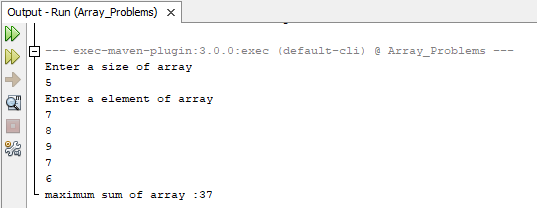 Output - Run (Array_Problems) ×
--- exec-maven-plugin:3.0.0:exec (default-cli) @ Array_Problems ---
Enter a size of array
5
Enter a element of array
7
8
9
7
6
maximum sum of array :37